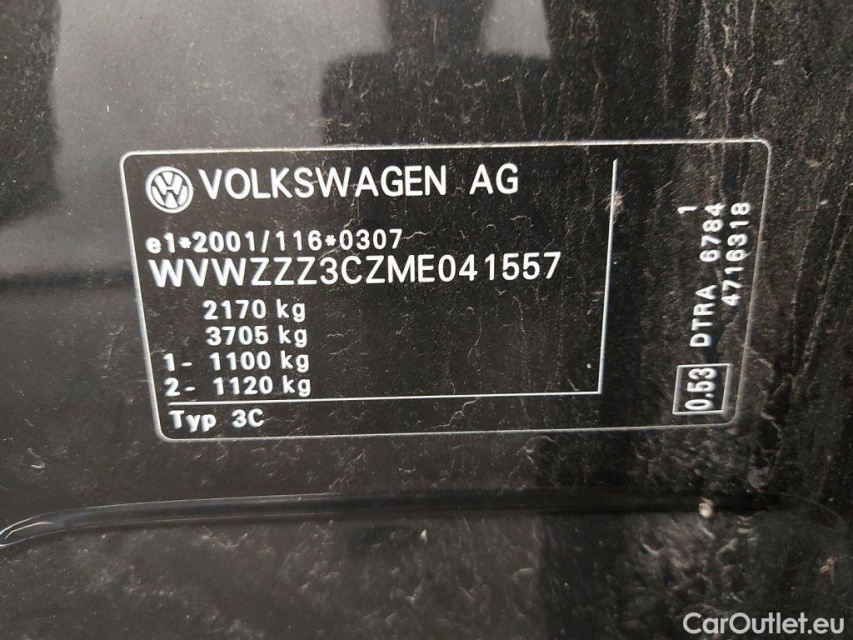 VOLKSWAGEN AG
e1*2001/116*0307
WVWZZZ3CZME041557
2170 kg
3705 kg
1- 1100 kg
2- 1120 kg
Typ 3C
1
0.53 DTRA 6784
4716318
CarOutlet.eu